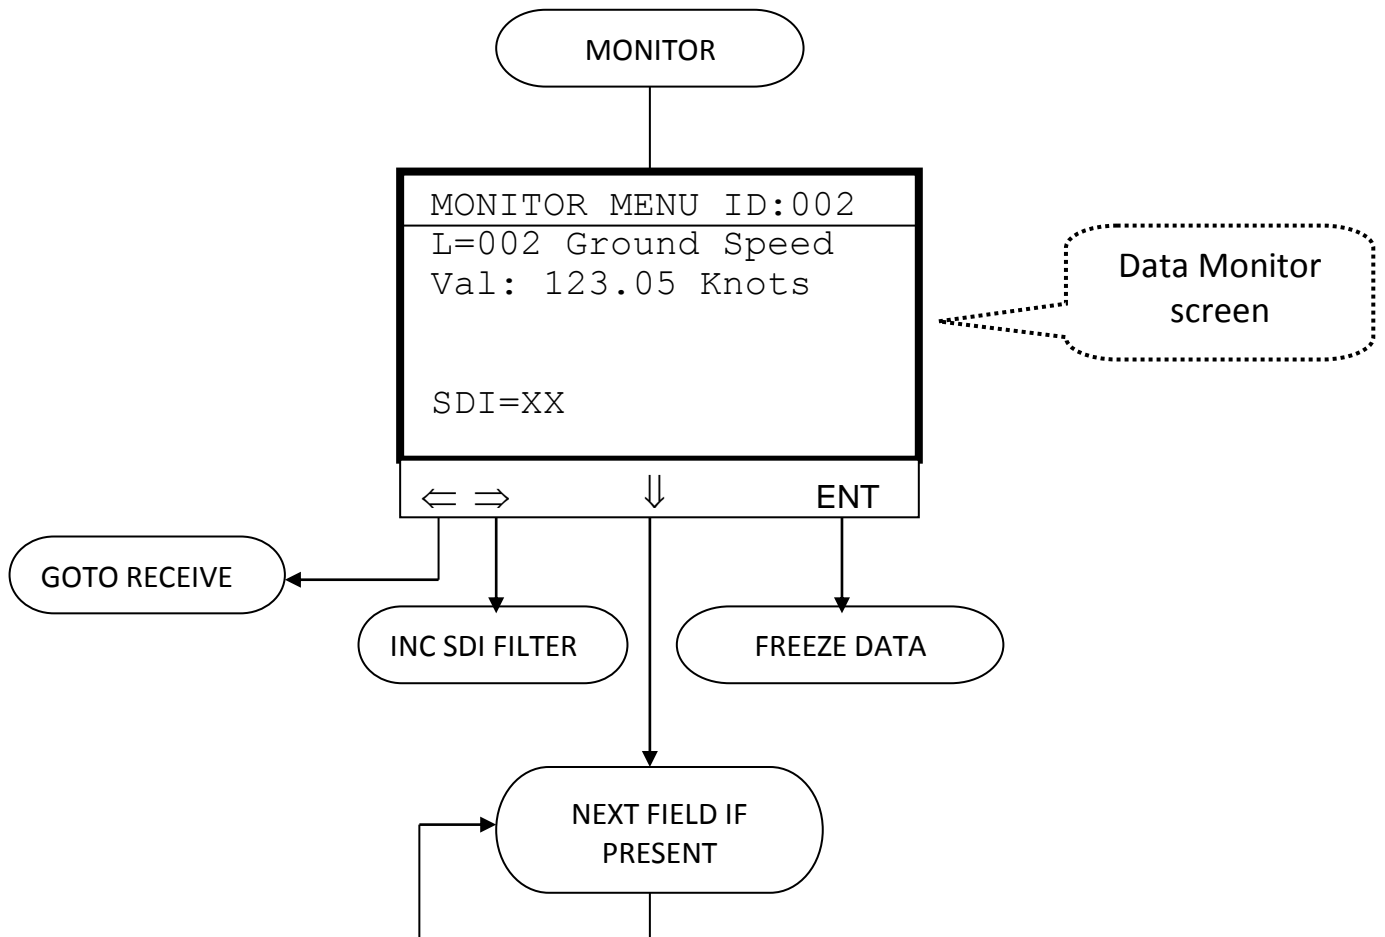 MONITOR
MONITOR MENU ID:002
L=002 Ground Speed
Val: 123.05 Knots
SDI=XX
⇐ ⇒ ⇓ ENT
Data Monitor
screen
GOTO RECEIVE
INC SDI FILTER
FREEZE DATA
NEXT FIELD IF
PRESENT